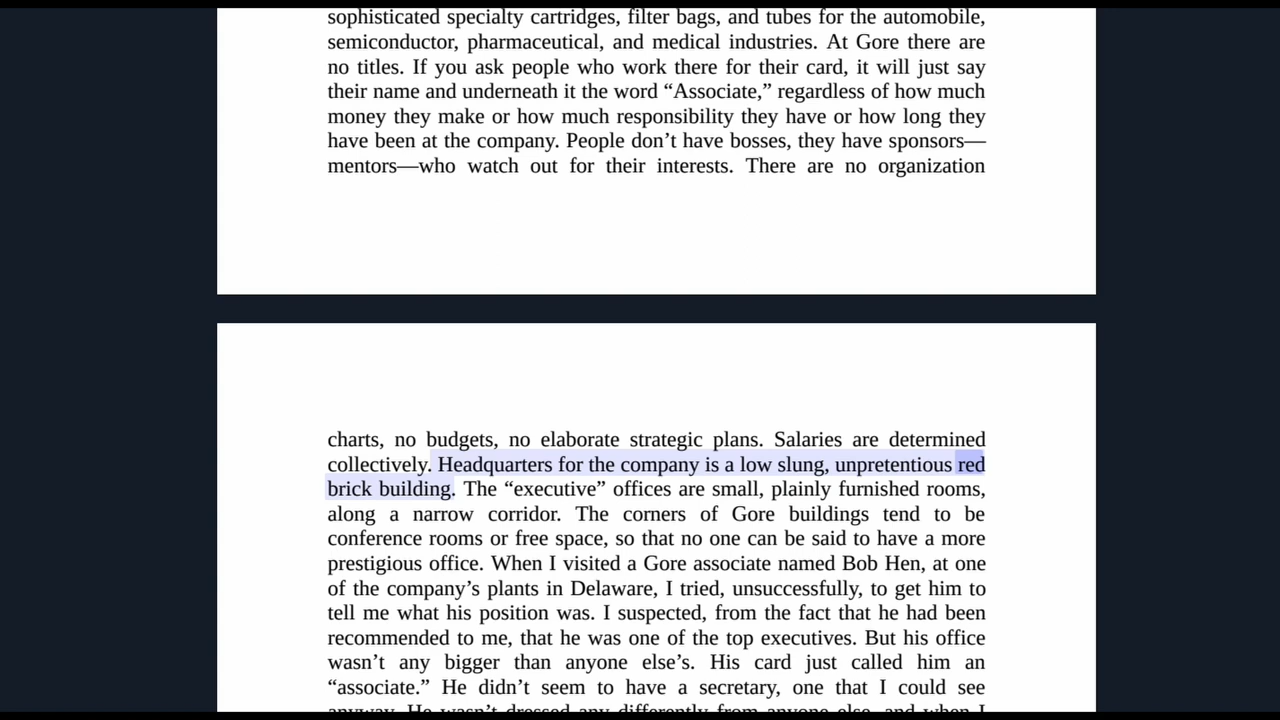 sophisticated specialty cartridges, filter bags, and tubes for the automobile,
semiconductor, pharmaceutical, and medical industries. At Gore there are
no titles. If you ask people who work there for their card, it will just say
their name and underneath it the word “Associate,” regardless of how much
money they make or how much responsibility they have or how long they
have been at the company. People don’t have bosses, they have sponsors—
mentors—who watch out for their interests. There are no organization
charts, no budgets, no elaborate strategic plans. Salaries are determined
collectively. Headquarters for the company is a low slung, unpretentious red
brick building. The “executive” offices are small, plainly furnished rooms,
along a narrow corridor. The corners of Gore buildings tend to be
conference rooms or free space, so that no one can be said to have a more
prestigious office. When I visited a Gore associate named Bob Hen, at one
of the company’s plants in Delaware, I tried, unsuccessfully, to get him to
tell me what his position was. I suspected, from the fact that he had been
recommended to me, that he was one of the top executives. But his office
wasn’t any bigger than anyone else’s. His card just called him an
“associate.” He didn’t seem to have a secretary, one that I could see
anyway. He wasn’t dressed any differently from anyone else, and when I